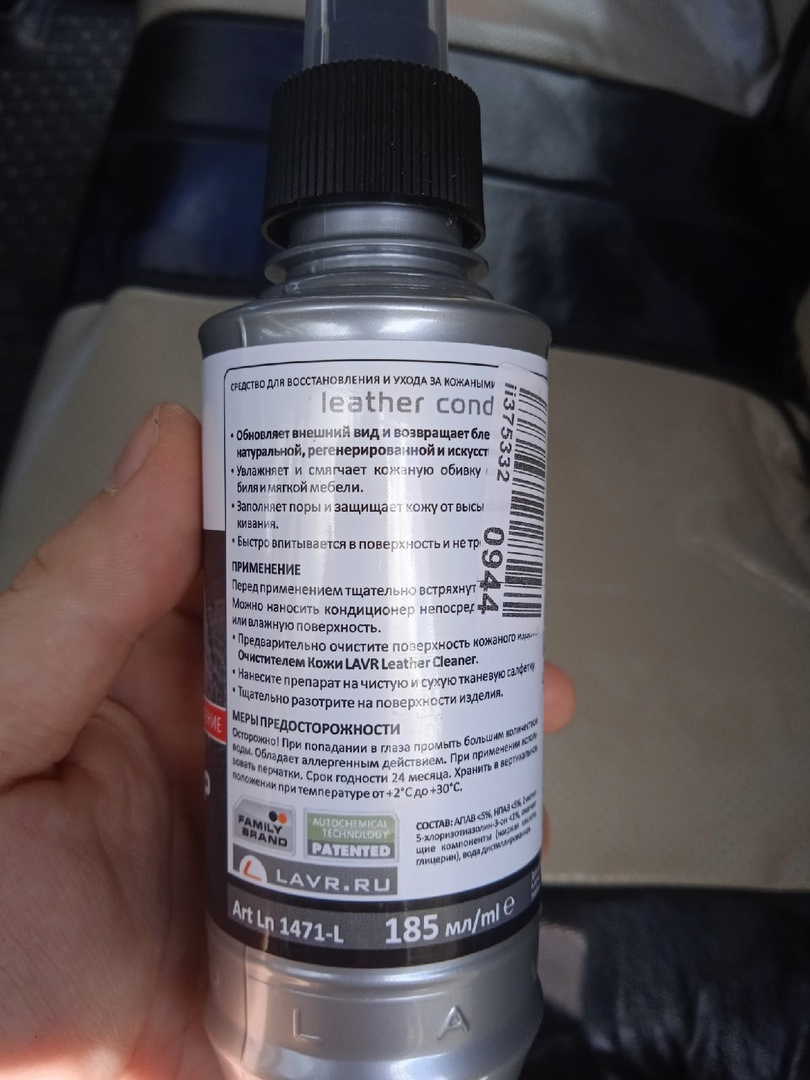 СРЕДСТВО ДЛЯ ВОССТАНОВЛЕНИЯ И УХОДА ЗА КОЖАНЫМИ
leather cond
• Обновляет внешний вид и возвращает бле
натуральной, регенерированной и искусст
• Увлажняет и смягчает кожаную обивку
биля и мягкой мебели.
• Заполняет поры и защищает кожу от высы
кивания.
• Быстро впитывается в поверхность и не тр
ii375332
0944
ПРИМЕНЕНИЕ
Перед применением тщательно встряхнут
Можно наносить кондиционер непосред
или влажную поверхность.
• Предварительно очистите поверхность кожаного
Очистителем Кожи LAVR Leather Cleaner.
• Нанесите препарат на чистую и сухую тканевую салфетку.
• Тщательно разотрите на поверхности изделия.
НИЕ
МЕРЫ ПРЕДОСТОРОЖНОСТИ
Осторожно! При попадании в глаза промыть большим количеством
воды. Обладает аллергенным действием. При применении исполь-
зовать перчатки. Срок годности 24 месяца. Хранить в вертикальном
положении при температуре от +2°С до +30°С.
FAMILY
BRAND
AUTOCHEMICAL
TECHNOLOGY
PATENTED
LAVR.RU
СОСТАВ: АПАВ <5%, НПАВ <5%,
5-хлоризотиазолин-3-он <1%,
щие компоненты (жирная кислота,
глицерин), вода дистиллированная.
Art Ln 1471-L
185 мл/ml e
L A